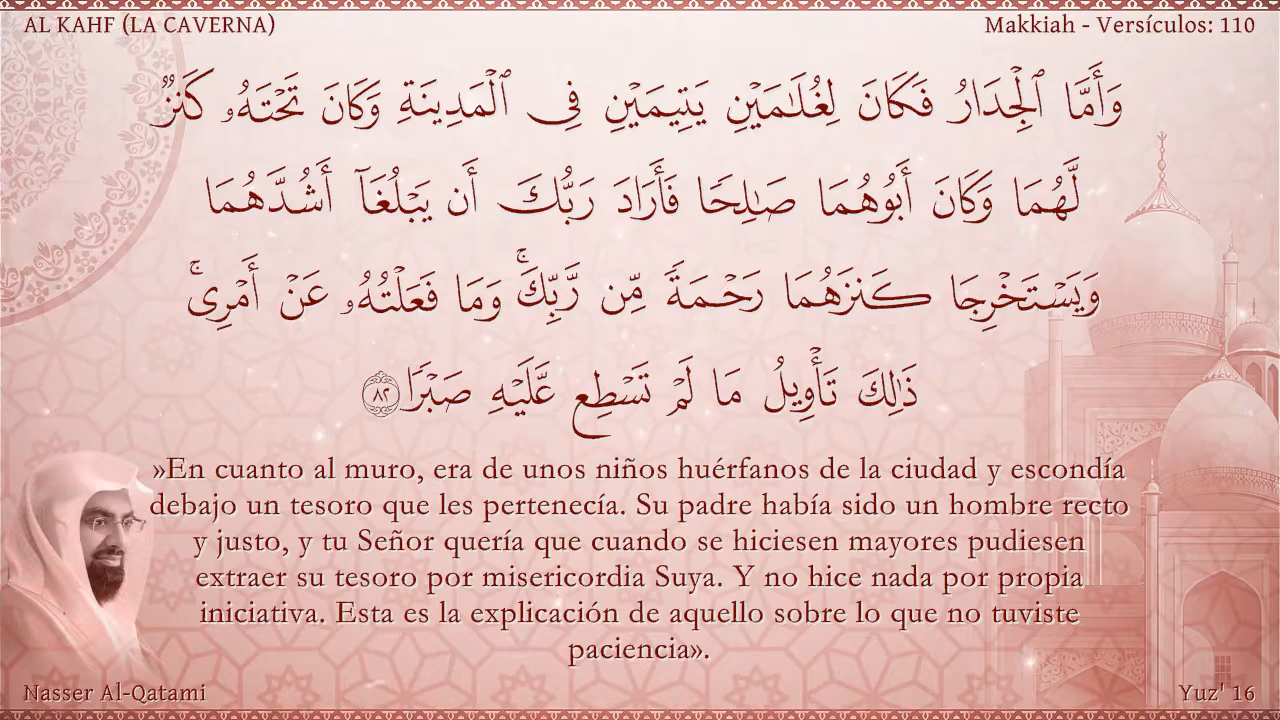 AL KAHF (LA CAVERNA)
Makkiah - Versículos: 110
وَأَمَّا ٱلْجِدَارُ فَكَانَ لِغُلَـٰمَيْنِ يَتِيمَيْنِ فِى ٱلْمَدِينَةِ وَكَانَ تَحْتَهُۥ كَنزٌ
لَّهُمَا وَكَانَ أَبُوهُمَا صَـٰلِحًا فَأَرَادَ رَبُّكَ أَن يَبْلُغَآ أَشُدَّهُمَا
وَيَسْتَخْرِجَا كَنزَهُمَا رَحْمَةً مِّن رَّبِّكَ ۚ وَمَا فَعَلْتُهُۥ عَنْ أَمْرِى ۚ
ذَٰلِكَ تَأْوِيلُ مَا لَمْ تَسْطِع عَّلَيْهِ صَبْرًا ٨٢
»En cuanto al muro, era de unos niños huérfanos de la ciudad y escondía
debajo un tesoro que les pertenecía. Su padre había sido un hombre recto
y justo, y tu Señor quería que cuando se hiciesen mayores pudiesen
extraer su tesoro por misericordia Suya. Y no hice nada por propia
iniciativa. Esta es la explicación de aquello sobre lo que no tuviste
paciencia».
Nasser Al-Qatami
Yuz' 16